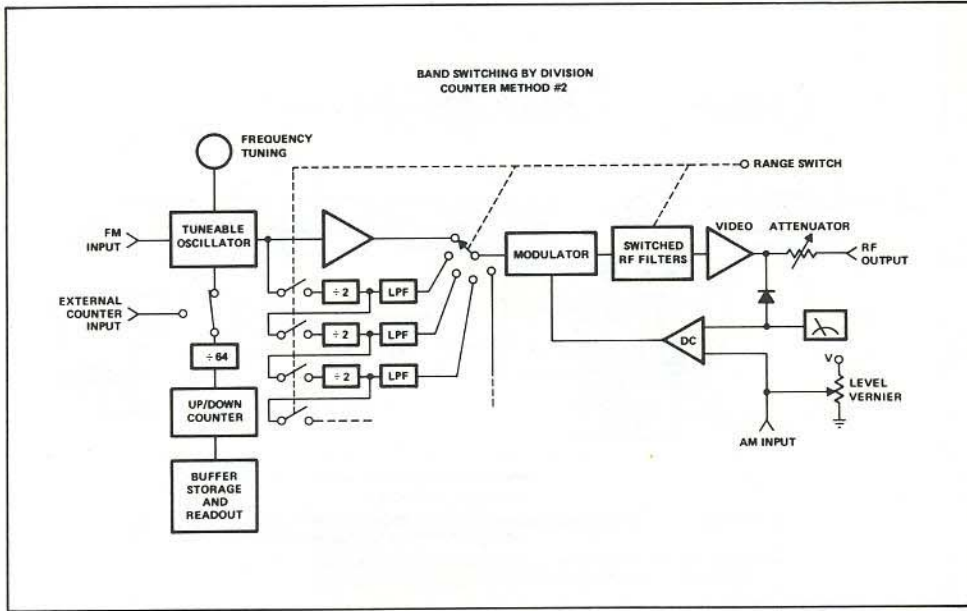 BAND SWITCHING BY DIVISION
COUNTER METHOD #2
FREQUENCY
TUNING
RANGE SWITCH
FM
INPUT
TUNEABLE
OSCILLATOR
MODULATOR
SWITCHED
RF FILTERS
VIDEO
ATTENUATOR
RF
OUTPUT
EXTERNAL
COUNTER
INPUT
÷ 2
LPF
÷ 2
LPF
÷ 2
LPF
÷ 64
UP/DOWN
COUNTER
BUFFER
STORAGE
AND
READOUT
DC
V
LEVEL
VERNIER
AM INPUT